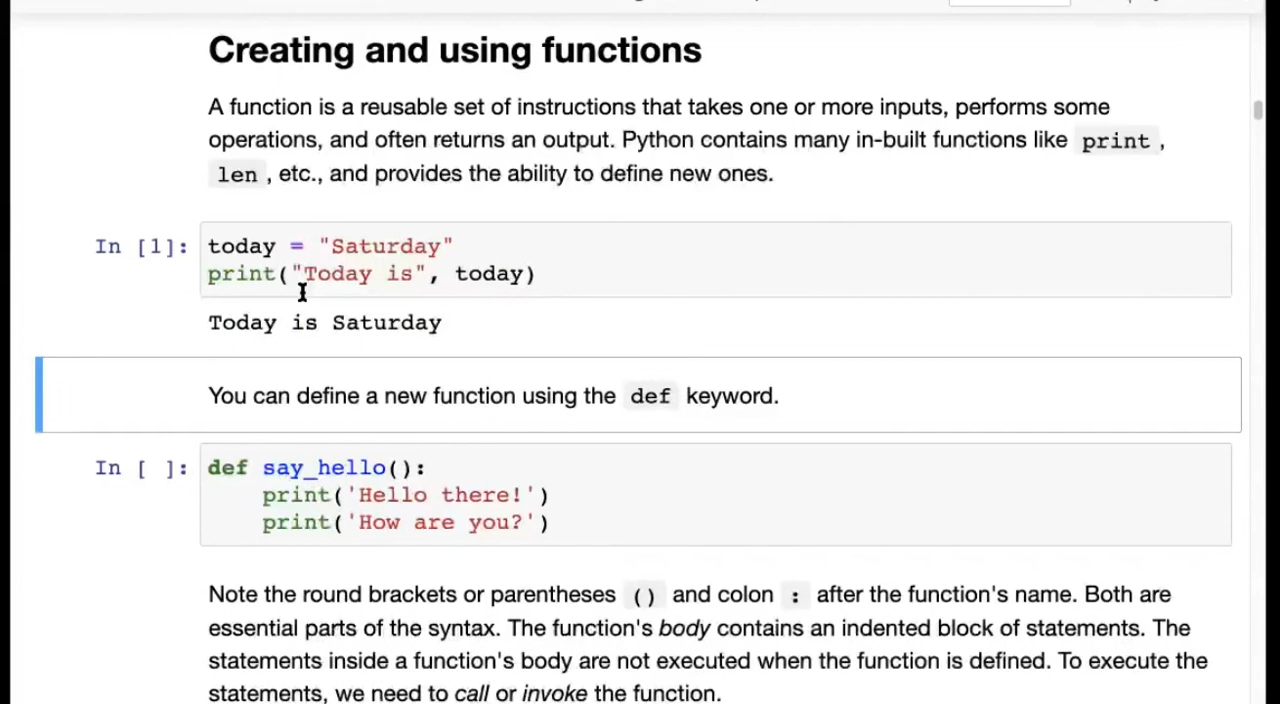 Creating and using functions
A function is a reusable set of instructions that takes one or more inputs, performs some
operations, and often returns an output. Python contains many in-built functions like print ,
len , etc., and provides the ability to define new ones.
In [1]: today = "Saturday"
print("Today is", today)
Today is Saturday
You can define a new function using the def keyword.
In [ ]: def say_hello():
    print('Hello there!')
    print('How are you?')
Note the round brackets or parentheses () and colon : after the function's name. Both are
essential parts of the syntax. The function's body contains an indented block of statements. The
statements inside a function's body are not executed when the function is defined. To execute the
statements, we need to call or invoke the function.